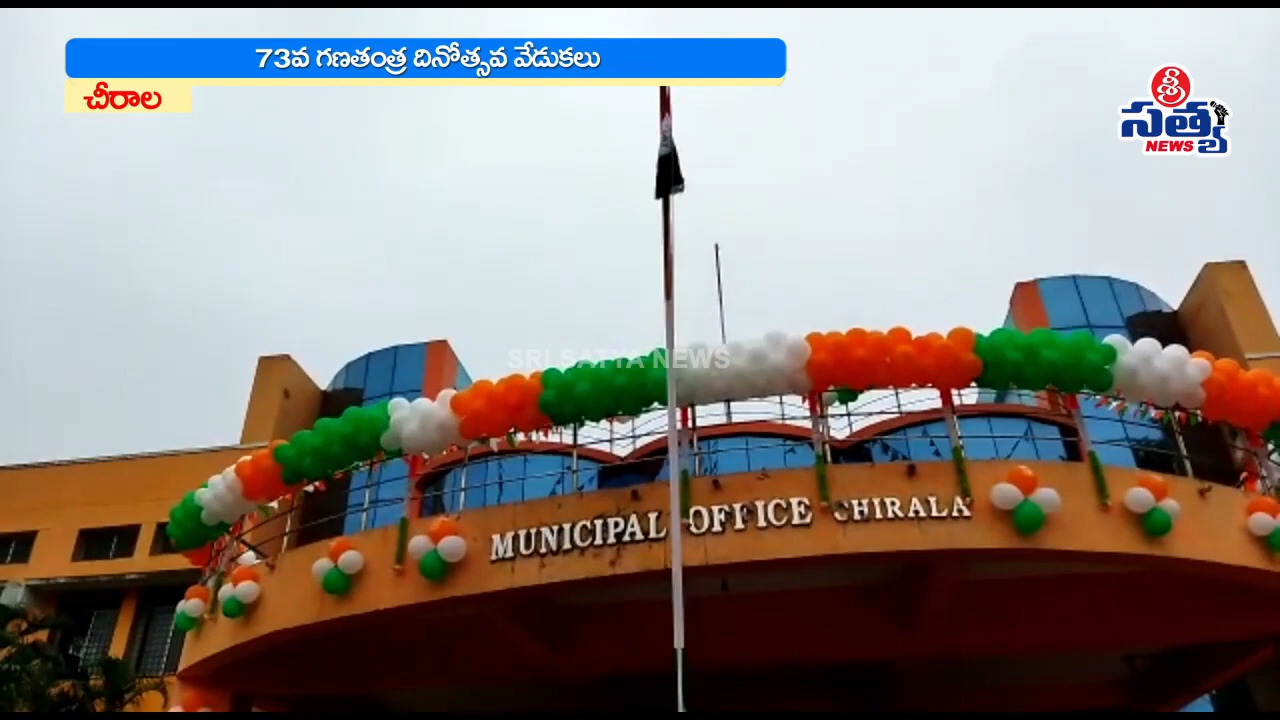 73వ గణతంత్ర దినోత్సవ వేడుకలు
చీరాల
శ్రీ
సత్య
NEWS
SRI SATYA NEWS
MUNICIPAL OFFICE CHIRALA